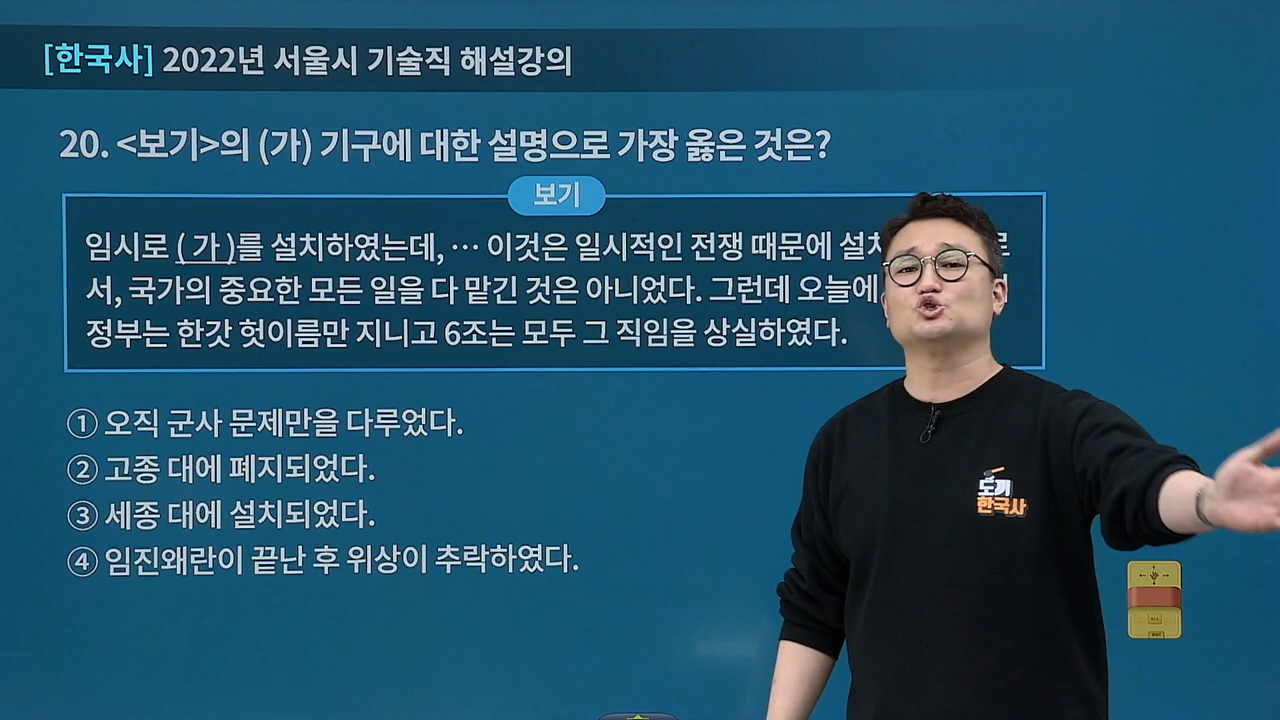 [한국사] 2022년 서울시 기술직 해설강의
20. <보기>의 (가) 기구에 대한 설명으로 가장 옳은 것은?
보기
임시로 ( 가 )를 설치하였는데, … 이것은 일시적인 전쟁 때문에
서, 국가의 중요한 모든 일을 다 맡긴 것은 아니었다. 그런데
정부는 한갓 헛이름만 지니고 6조는 모두 그 직임을 상실하였다.
① 오직 군사 문제만을 다루었다.
② 고종 대에 폐지되었다.
③ 세종 대에 설치되었다.
④ 임진왜란이 끝난 후 위상이 추락하였다.
도끼
한국사
ALL